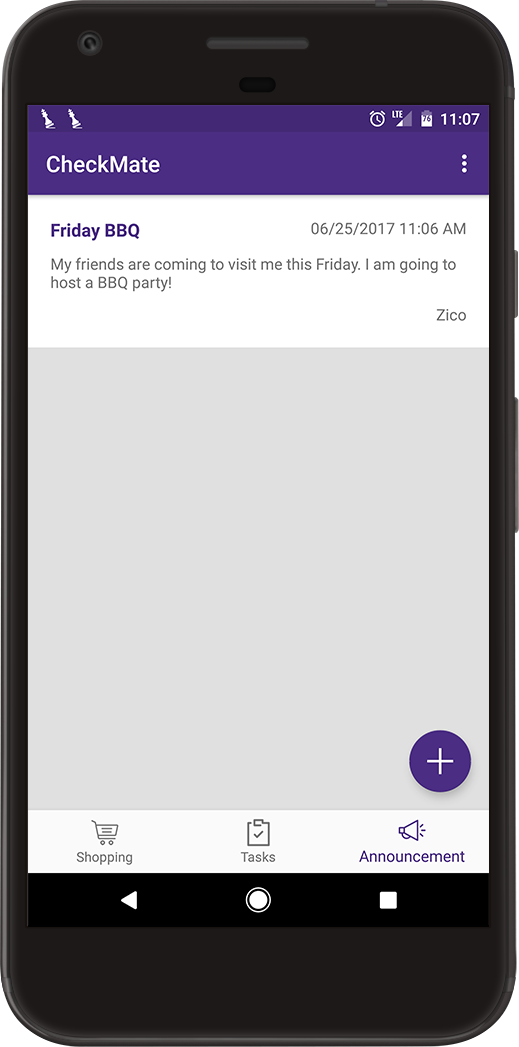 LTE 76 11:07
CheckMate
Friday BBQ 06/25/2017 11:06 AM
My friends are coming to visit me this Friday. I am going to
host a BBQ party!
Zico
Shopping Tasks Announcement